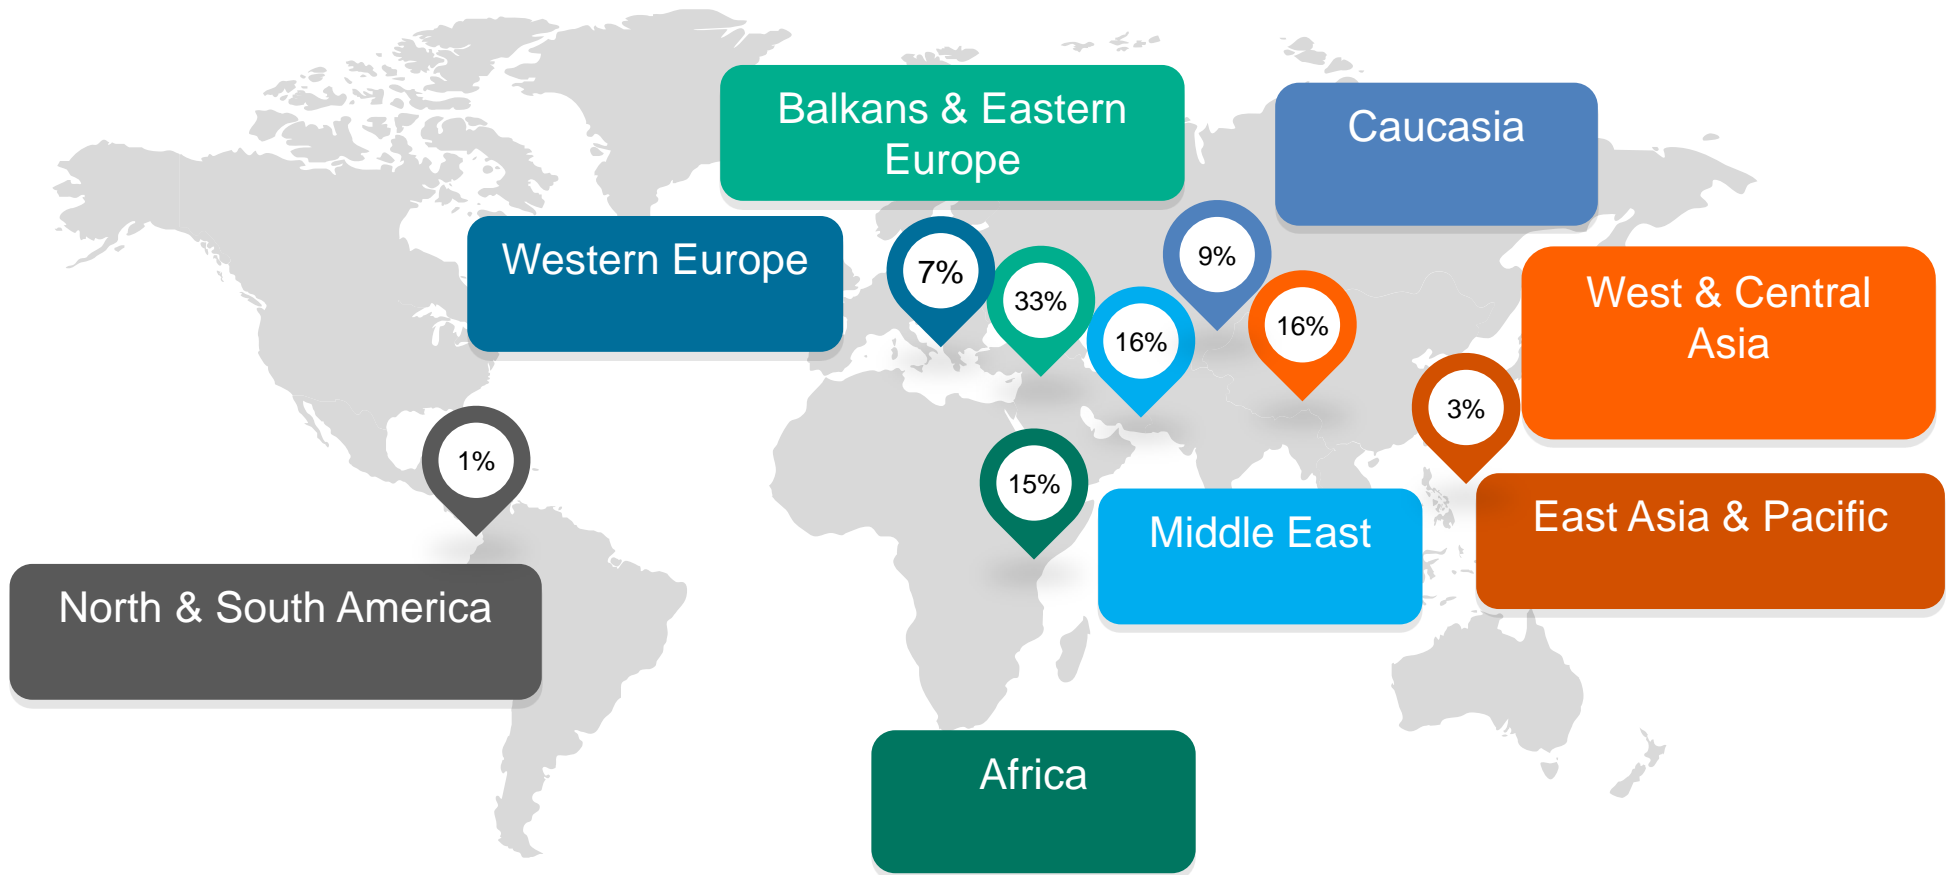 Balkans & Eastern
Europe
Caucasia
Western Europe
7%
33%
16%
9%
16%
West & Central
Asia
3%
1%
15%
Middle East
East Asia & Pacific
North & South America
Africa